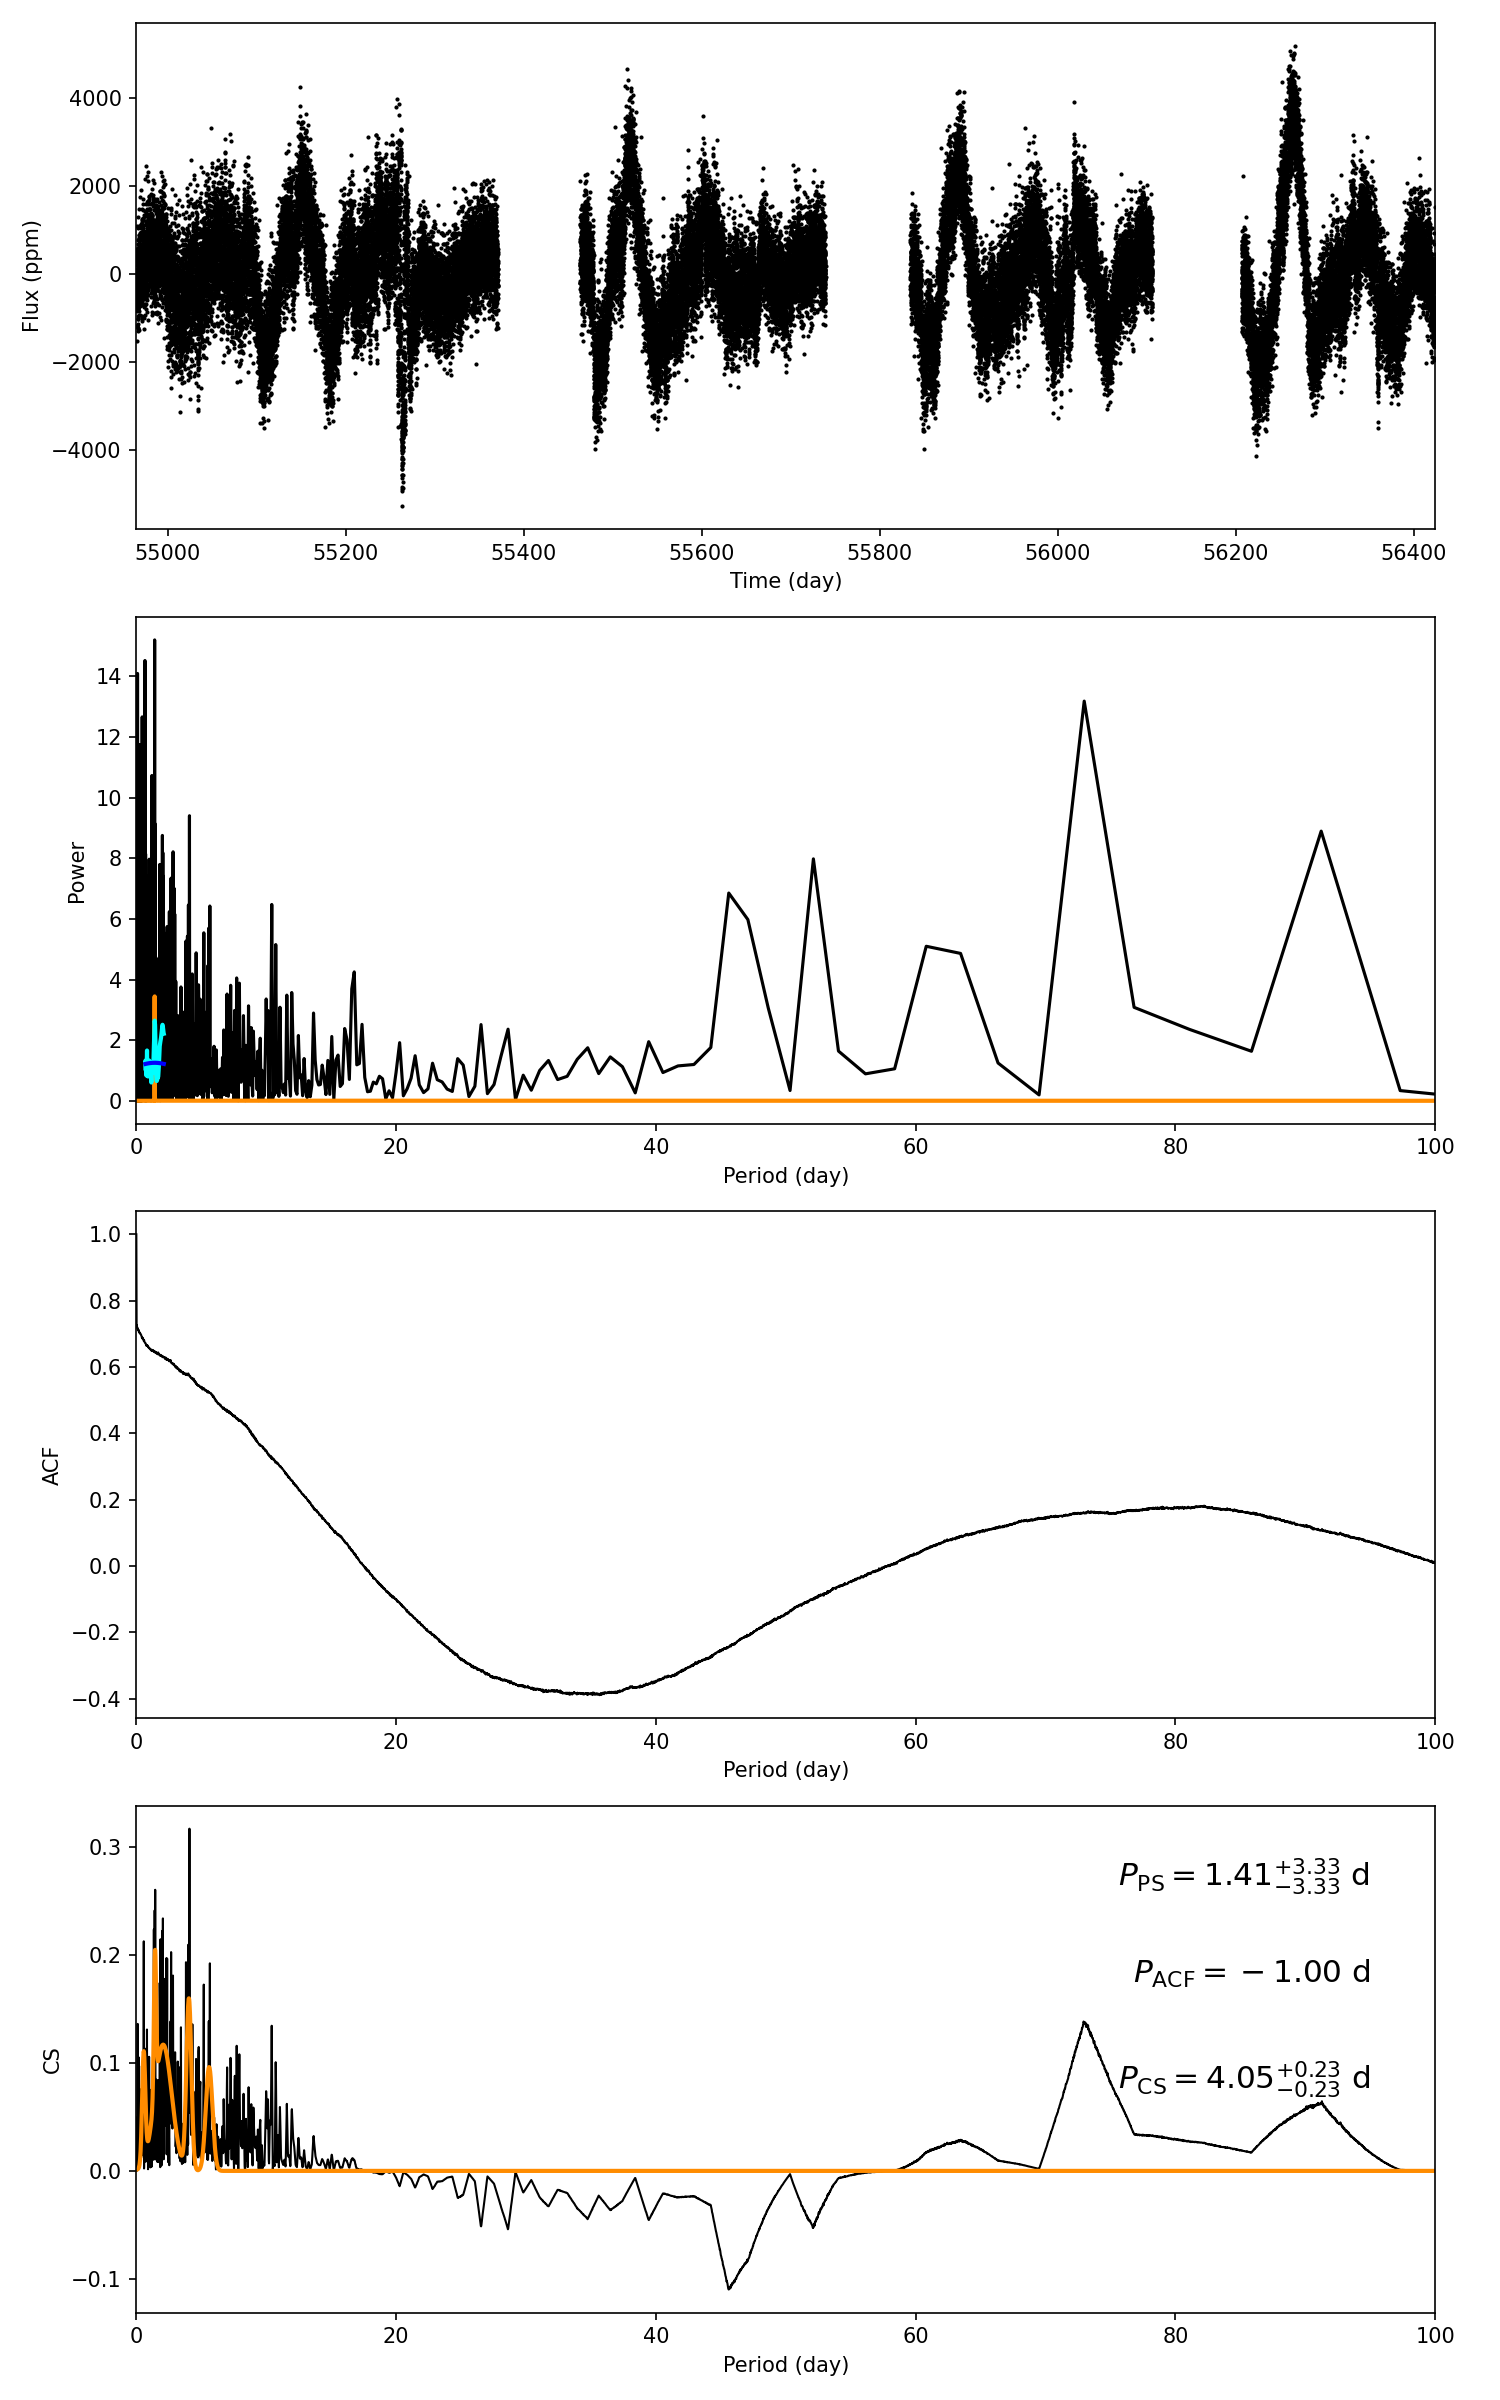 4000
2000
0
−2000
−4000
Flux (ppm)
55000 55200 55400 55600 55800 56000 56200 56400
Time (day)
14
12
10
8
6
4
2
0
Power
0 20 40 60 80 100
Period (day)
1.0
0.8
0.6
0.4
0.2
0.0
−0.2
−0.4
ACF
0 20 40 60 80 100
Period (day)
0.3
0.2
0.1
0.0
−0.1
CS
P_PS = 1.41^{+3.33}_{−3.33} d
P_ACF = −1.00 d
P_CS = 4.05^{+0.23}_{−0.23} d
0 20 40 60 80 100
Period (day)